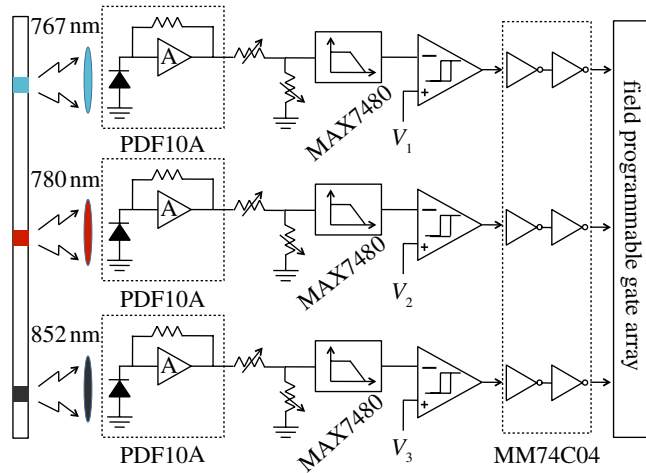 767 nm
A
PDF10A
MAX7480
−
+
V1
780 nm
A
PDF10A
MAX7480
−
+
V2
852 nm
A
PDF10A
MAX7480
−
+
V3
MM74C04
field programmable
gate array